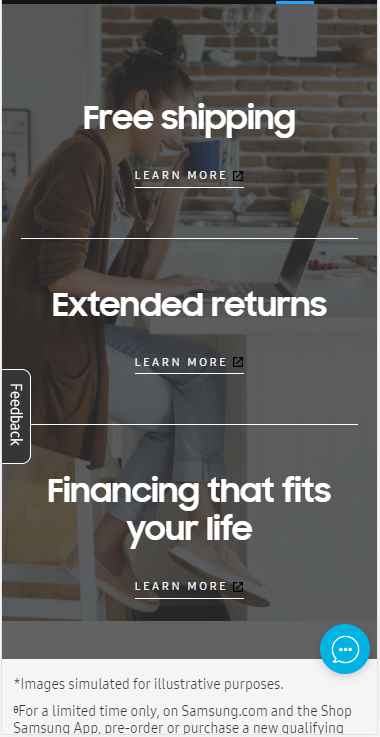 Free shipping
LEARN MORE
Extended returns
LEARN MORE
Feedback
Financing that fits
your life
LEARN MORE
*Images simulated for illustrative purposes.
θFor a limited time only, on Samsung.com and the Shop
Samsung App, pre-order or purchase a new qualifying